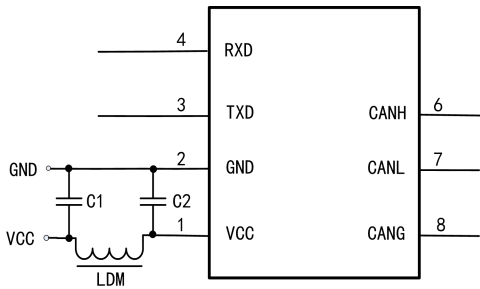 4 RXD
3 TXD CANH 6
GND 2 GND CANL 7
C1 C2
VCC 1 VCC CANG 8
LDM